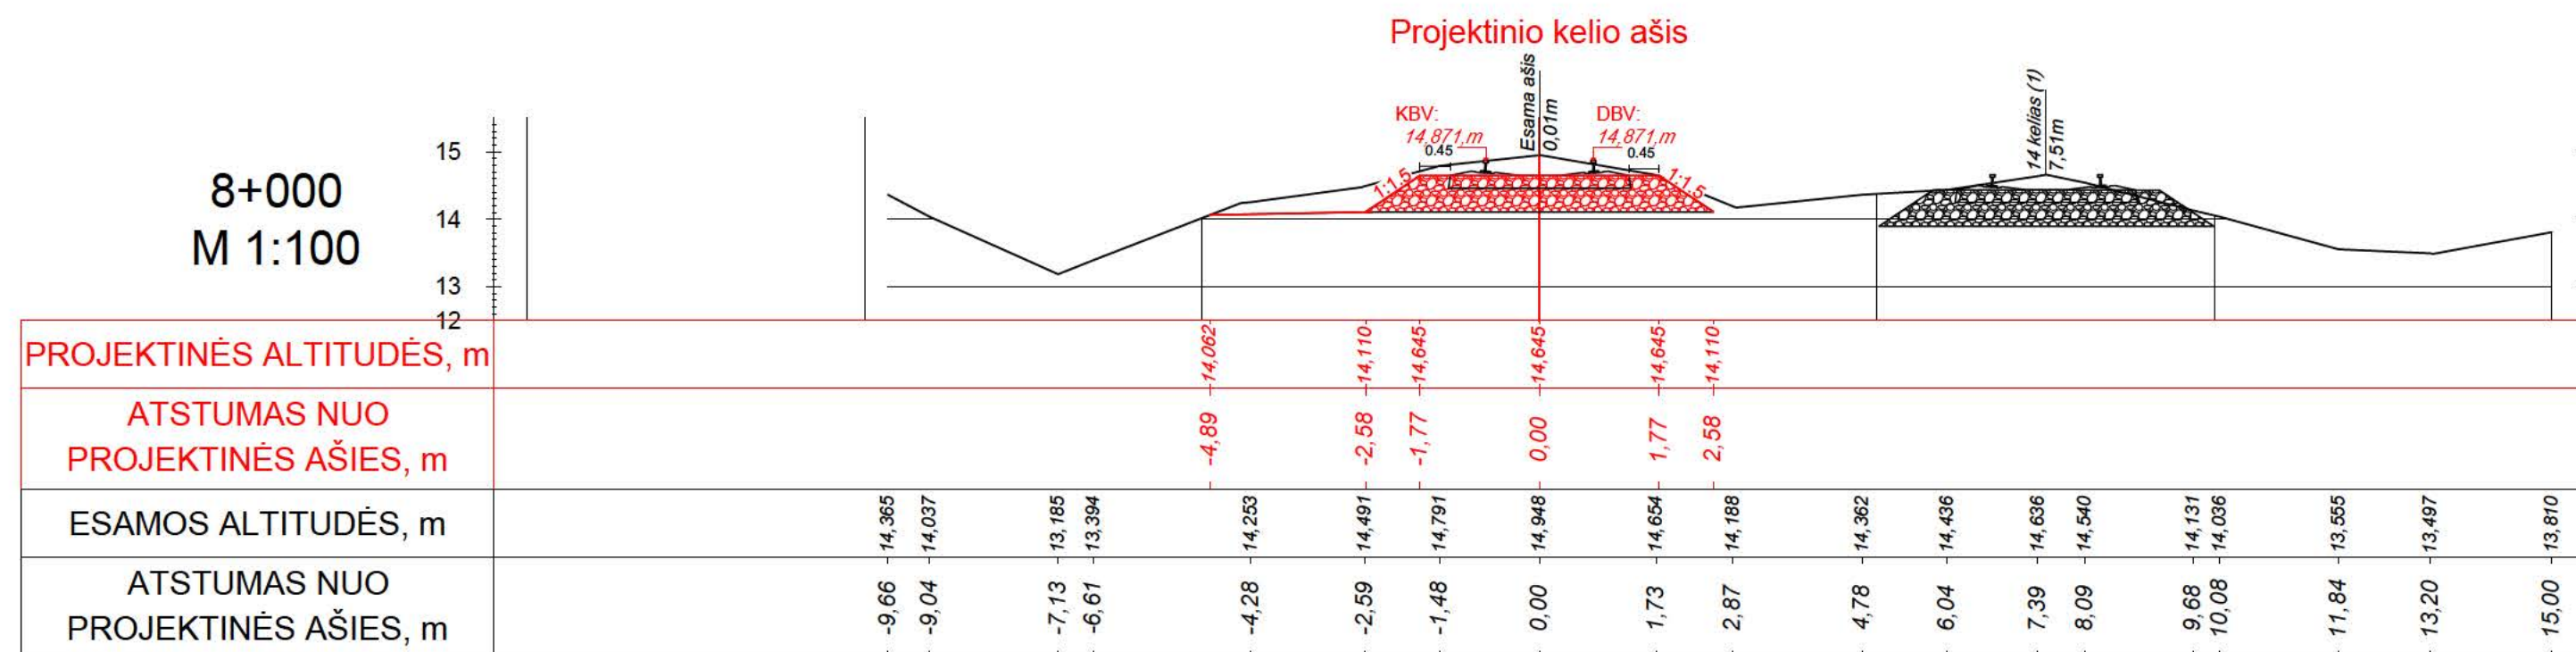 Projektinio kelio ašis
Esama ašis
0,01m
14 kelias (1)
7,51m
KBV:
14,871,m
DBV:
14,871,m
0.45
0.45
1:1.5
1:1.5
8+000
M 1:100
15
14
13
12
PROJEKTINĖS ALTITUDĖS, m
14,062 14,110 14,645 14,645 14,645 14,110
ATSTUMAS NUO
PROJEKTINĖS AŠIES, m
-4,89 -2,58 -1,77 0,00 1,77 2,58
ESAMOS ALTITUDĖS, m
14,365 14,037 13,185 13,394 14,253 14,491 14,791 14,948 14,654 14,188 14,362 14,436 14,636 14,540 14,131 14,036 13,555 13,497 13,810
ATSTUMAS NUO
PROJEKTINĖS AŠIES, m
-9,66 -9,04 -7,13 -6,61 -4,28 -2,59 -1,48 0,00 1,73 2,87 4,78 6,04 7,39 8,09 9,68 10,08 11,84 13,20 15,00